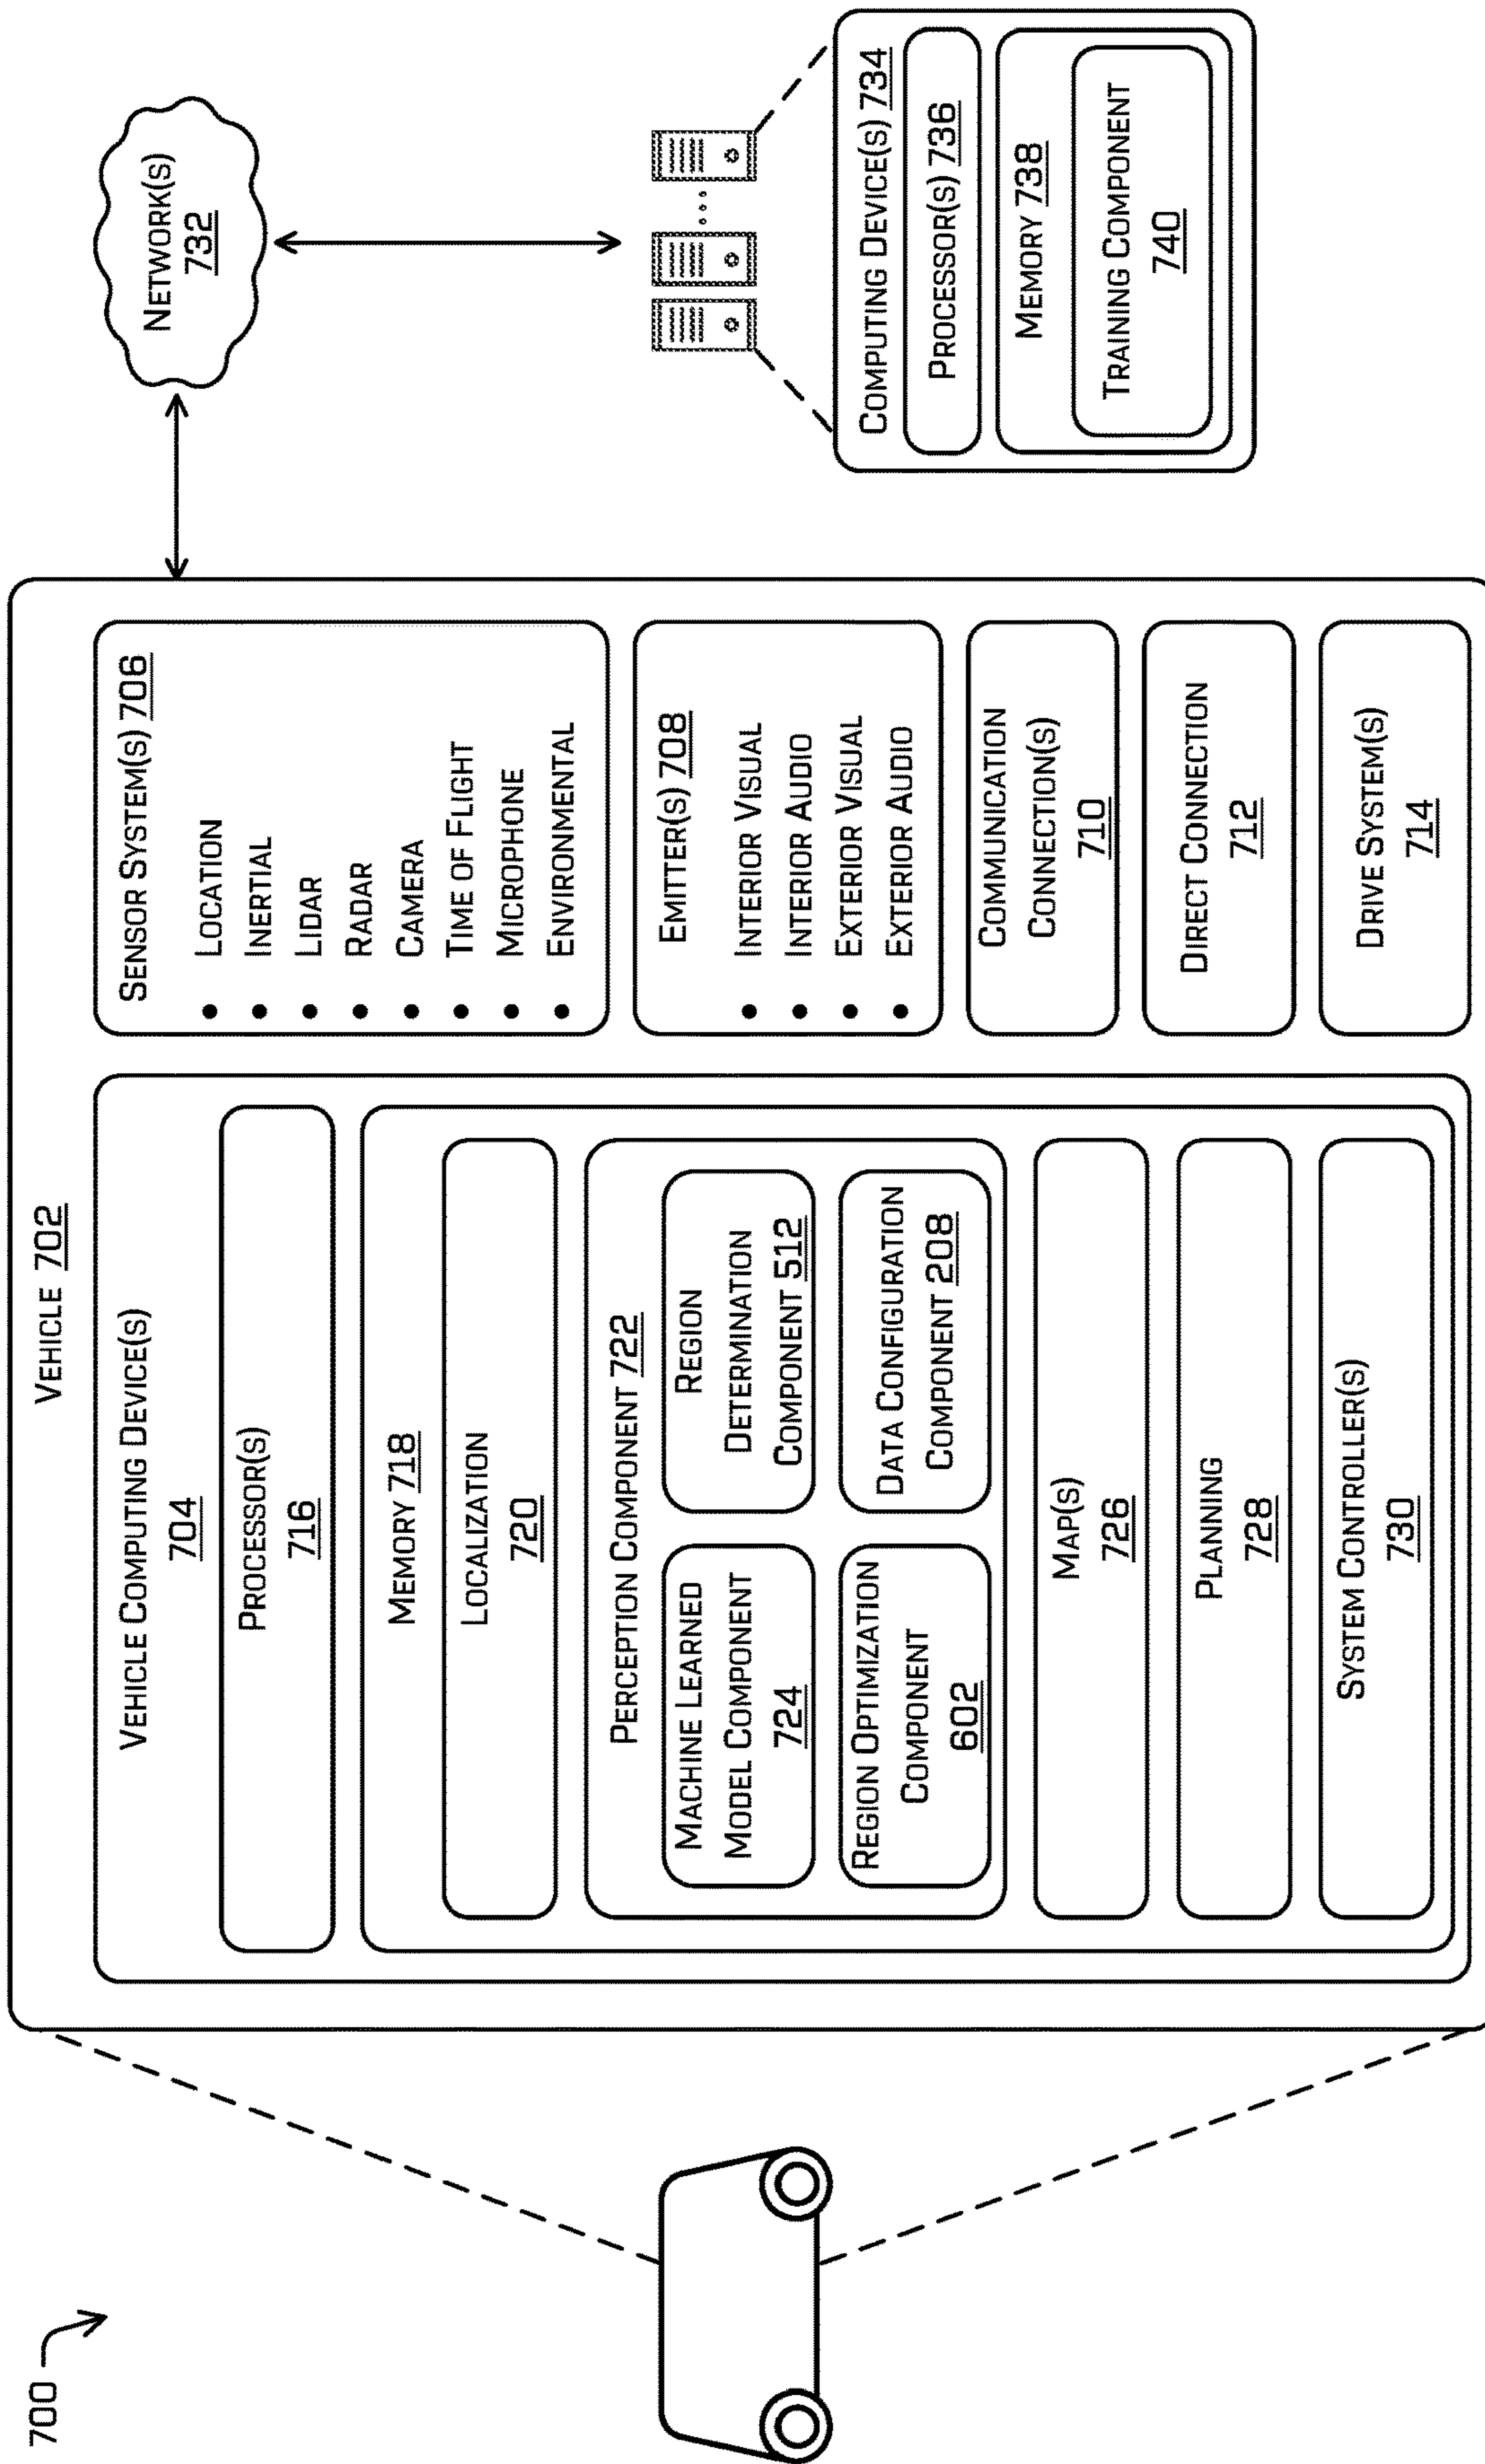 700
VEHICLE 702
VEHICLE COMPUTING DEVICE(S)
704
PROCESSOR(S)
716
MEMORY 718
LOCALIZATION
720
PERCEPTION COMPONENT 722
MACHINE LEARNED
MODEL COMPONENT
724
REGION
DETERMINATION
COMPONENT 512
REGION OPTIMIZATION
COMPONENT
602
DATA CONFIGURATION
COMPONENT 208
MAP(S)
726
PLANNING
728
SYSTEM CONTROLLER(S)
730
SENSOR SYSTEM(S) 706
• LOCATION
• INERTIAL
• LIDAR
• RADAR
• CAMERA
• TIME OF FLIGHT
• MICROPHONE
• ENVIRONMENTAL
EMITTER(S) 708
• INTERIOR VISUAL
• INTERIOR AUDIO
• EXTERIOR VISUAL
• EXTERIOR AUDIO
COMMUNICATION
CONNECTION(S)
710
DIRECT CONNECTION
712
DRIVE SYSTEM(S)
714
NETWORK(S)
732
COMPUTING DEVICE(S) 734
PROCESSOR(S) 736
MEMORY 738
TRAINING COMPONENT
740